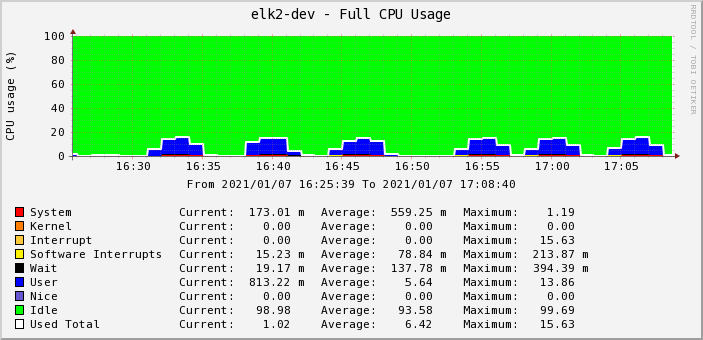 elk2-dev - Full CPU Usage
RRDTOOL / TOBI OETIKER
CPU usage (%)
100
80
60
40
20
0
16:30 16:35 16:40 16:45 16:50 16:55 17:00 17:05
From 2021/01/07 16:25:39 To 2021/01/07 17:08:40
System Current: 173.01 m Average: 559.25 m Maximum: 1.19
Kernel Current: 0.00 Average: 0.00 Maximum: 0.00
Interrupt Current: 0.00 Average: 0.00 Maximum: 15.63
Software Interrupts Current: 15.23 m Average: 78.84 m Maximum: 213.87 m
Wait Current: 19.17 m Average: 137.78 m Maximum: 394.39 m
User Current: 813.22 m Average: 5.64 Maximum: 13.86
Nice Current: 0.00 Average: 0.00 Maximum: 0.00
Idle Current: 98.98 Average: 93.58 Maximum: 99.69
Used Total Current: 1.02 Average: 6.42 Maximum: 15.63